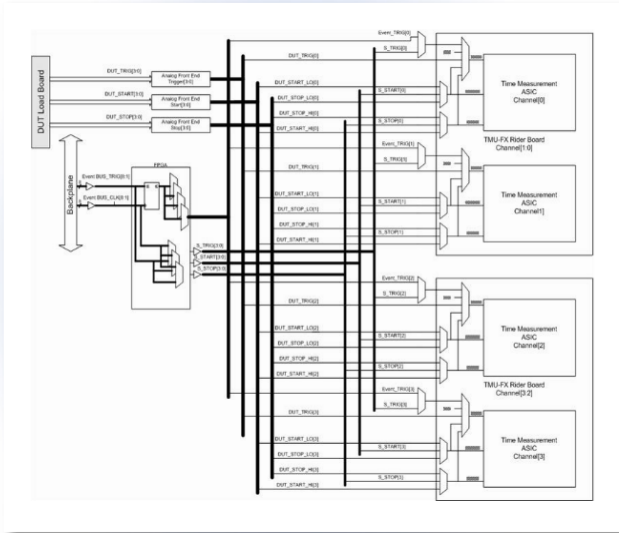 DUT Load Board
DUT_TRIG[3:0]
DUT_START[3:0]
DUT_STOP[3:0]
Analog Front End
Trigger[3:0]
Analog Front End
Start[3:0]
Analog Front End
Stop[3:0]
Backplane
Event BUS_TRIG[0:1]
Event BUS_CLK[0:1]
FPGA
S_TRIG[3:0]
START[3:0]
S_STOP[3:0]
Event_TRIG[0]
S_TRIG[0]
DUT_TRIG[0]
DUT_START_LO[0]
S_START[0]
DUT_STOP_LO[0]
DUT_STOP_HI[0]
S_STOP[0]
DUT_START_HI[0]
Time Measurement
ASIC
Channel[0]
TMU-FX Rider Board
Channel[1:0]
Event_TRIG[1]
S_TRIG[1]
DUT_TRIG[1]
DUT_START_LO[1]
S_START[1]
DUT_STOP_LO[1]
DUT_STOP_HI[1]
S_STOP[1]
DUT_START_HI[1]
Time Measurement
ASIC
Channel1]
Event_TRIG[2]
S_TRIG[2]
DUT_TRIG[2]
DUT_START_LO[2]
S_START[2]
DUT_STOP_LO[2]
DUT_STOP_HI[2]
S_STOP[2]
DUT_START_HI[2]
Time Measurement
ASIC
Channel[2]
TMU-FX Rider Board
Channel[3:2]
Event_TRIG[3]
S_TRIG[3]
DUT_TRIG[3]
DUT_START_LO[3]
S_START[3]
DUT_STOP_LO[3]
DUT_STOP_HI[3]
S_STOP[3]
DUT_START_HI[3]
Time Measurement
ASIC
Channel[3]